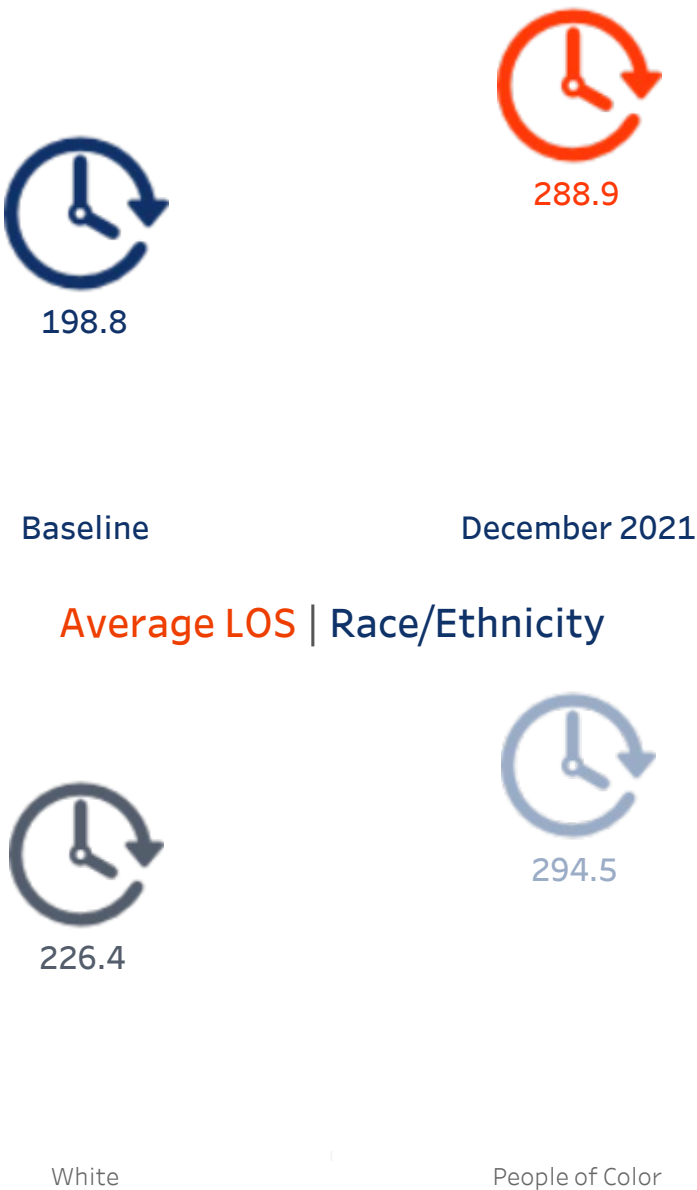 288.9
198.8
Baseline December 2021
Average LOS | Race/Ethnicity
294.5
226.4
White People of Color